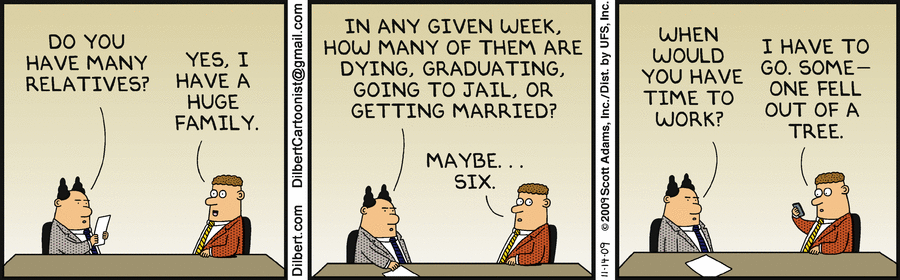 DO YOU
HAVE MANY
RELATIVES?
YES, I
HAVE A
HUGE
FAMILY.
Dilbert.com DilbertCartoonist@gmail.com
IN ANY GIVEN WEEK,
HOW MANY OF THEM ARE
DYING, GRADUATING,
GOING TO JAIL, OR
GETTING MARRIED?
MAYBE...
SIX.
11-14-09 ©2009 Scott Adams, Inc./Dist. by UFS, Inc.
WHEN
WOULD
YOU HAVE
TIME TO
WORK?
I HAVE TO
GO. SOME-
ONE FELL
OUT OF A
TREE.